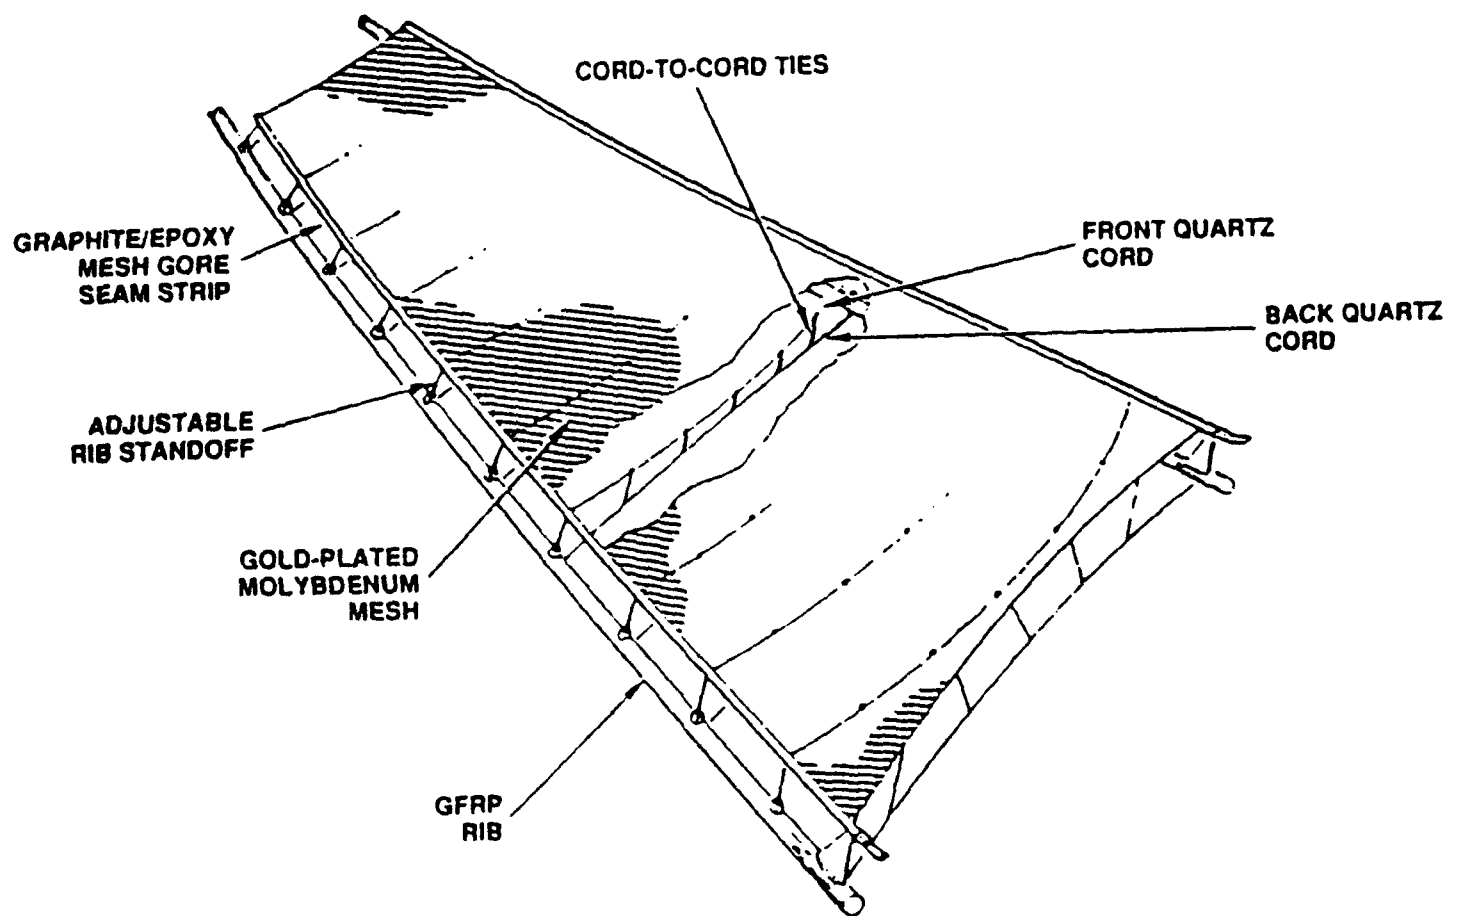 CORD-TO-CORD TIES
FRONT QUARTZ
CORD
BACK QUARTZ
CORD
GRAPHITE/EPOXY
MESH GORE
SEAM STRIP
ADJUSTABLE
RIB STANDOFF
GOLD-PLATED
MOLYBDENUM
MESH
GFRP
RIB